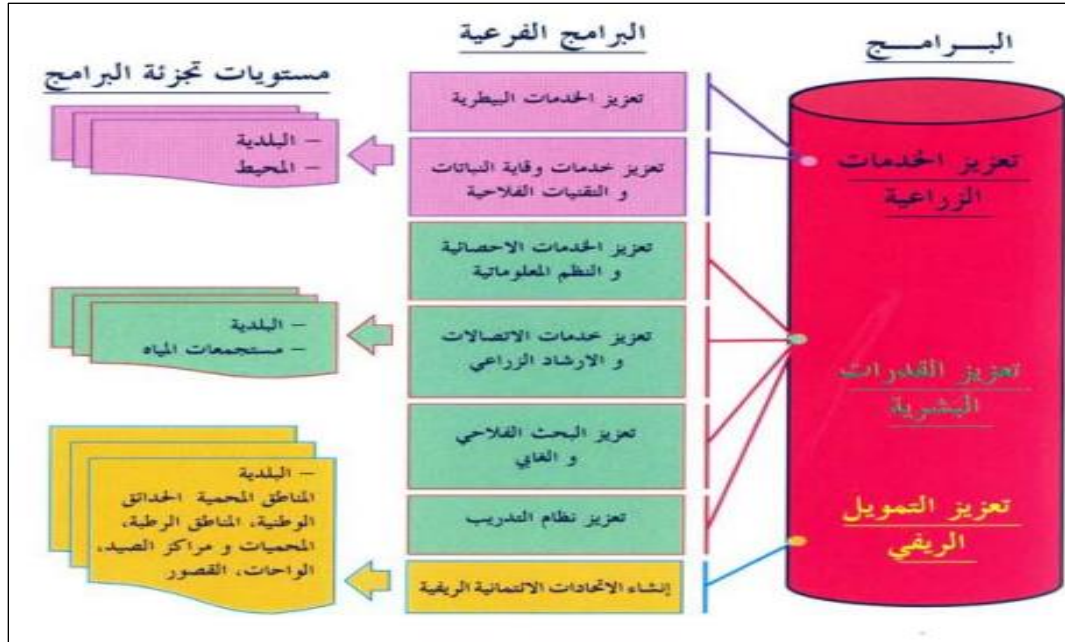 البرامج
تعزيز الخدمات
الزراعية
تعزيز القدرات
البشرية
تعزيز التمويل
الريفي
البرامج الفرعية
تعزيز الخدمات البيطرية
تعزيز خدمات وقاية النباتات
و التقنيات الفلاحية
تعزيز الخدمات الاحصائية
و النظم المعلوماتية
تعزيز خدمات الاتصالات
و الارشاد الزراعي
تعزيز البحث الفلاحي
و الغابي
تعزيز نظام التدريب
إنشاء الاتحادات الائتمانية الريفية
مستويات تجزئة البرامج
– البلدية
– المحيط
– البلدية
– مستجمعات المياه
– البلدية
المناطق المحمية الحدائق
الوطنية، المناطق الرطبة،
المحميات و مراكز الصيد،
الواحات، القصور